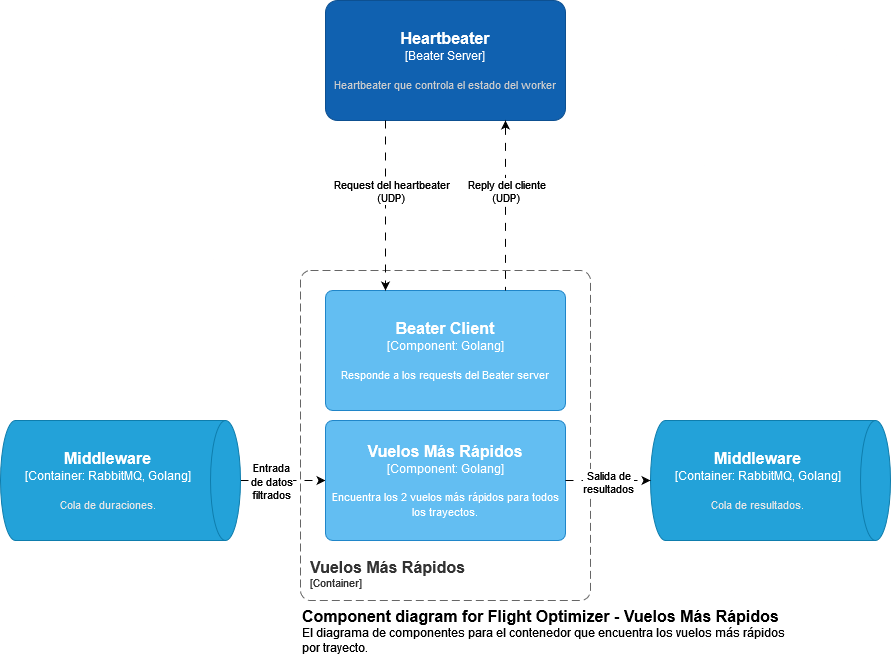 Heartbeater
[Beater Server]
Heartbeater que controla el estado del worker
Request del heartbeater
(UDP)
Reply del cliente
(UDP)
Beater Client
[Component: Golang]
Responde a los requests del Beater server
Middleware
[Container: RabbitMQ, Golang]
Cola de duraciones.
Entrada
de datos
filtrados
Vuelos Más Rápidos
[Component: Golang]
Encuentra los 2 vuelos más rápidos para todos
los trayectos.
Salida de
resultados
Middleware
[Container: RabbitMQ, Golang]
Cola de resultados.
Vuelos Más Rápidos
[Container]
Component diagram for Flight Optimizer - Vuelos Más Rápidos
El diagrama de componentes para el contenedor que encuentra los vuelos más rápidos
por trayecto.